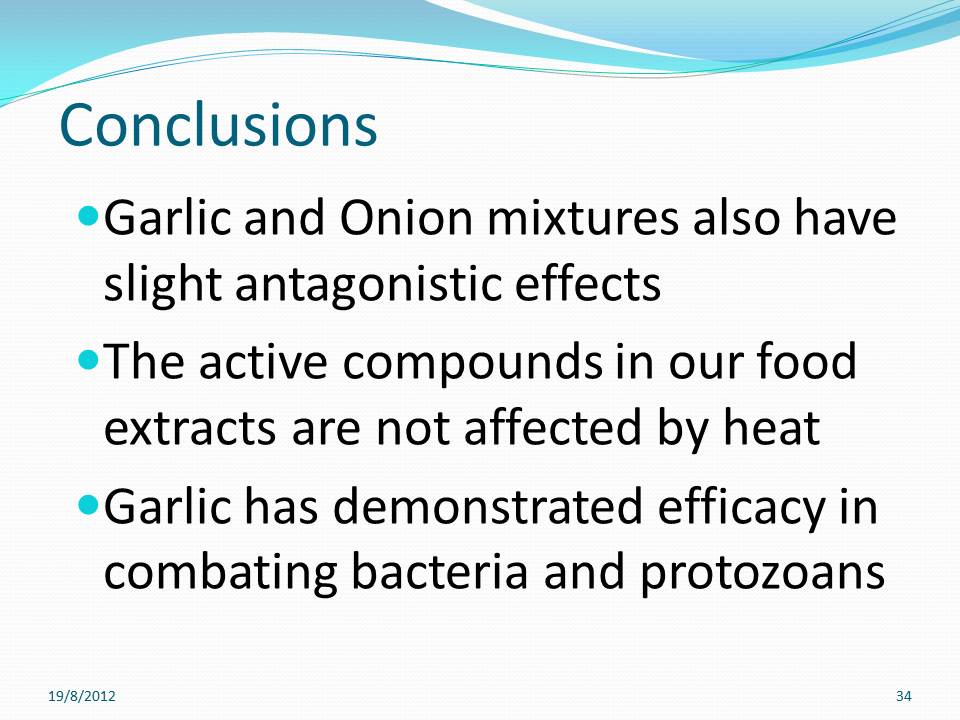 Conclusions
•Garlic and Onion mixtures also have
slight antagonistic effects
•The active compounds in our food
extracts are not affected by heat
•Garlic has demonstrated efficacy in
combating bacteria and protozoans
19/8/2012 34